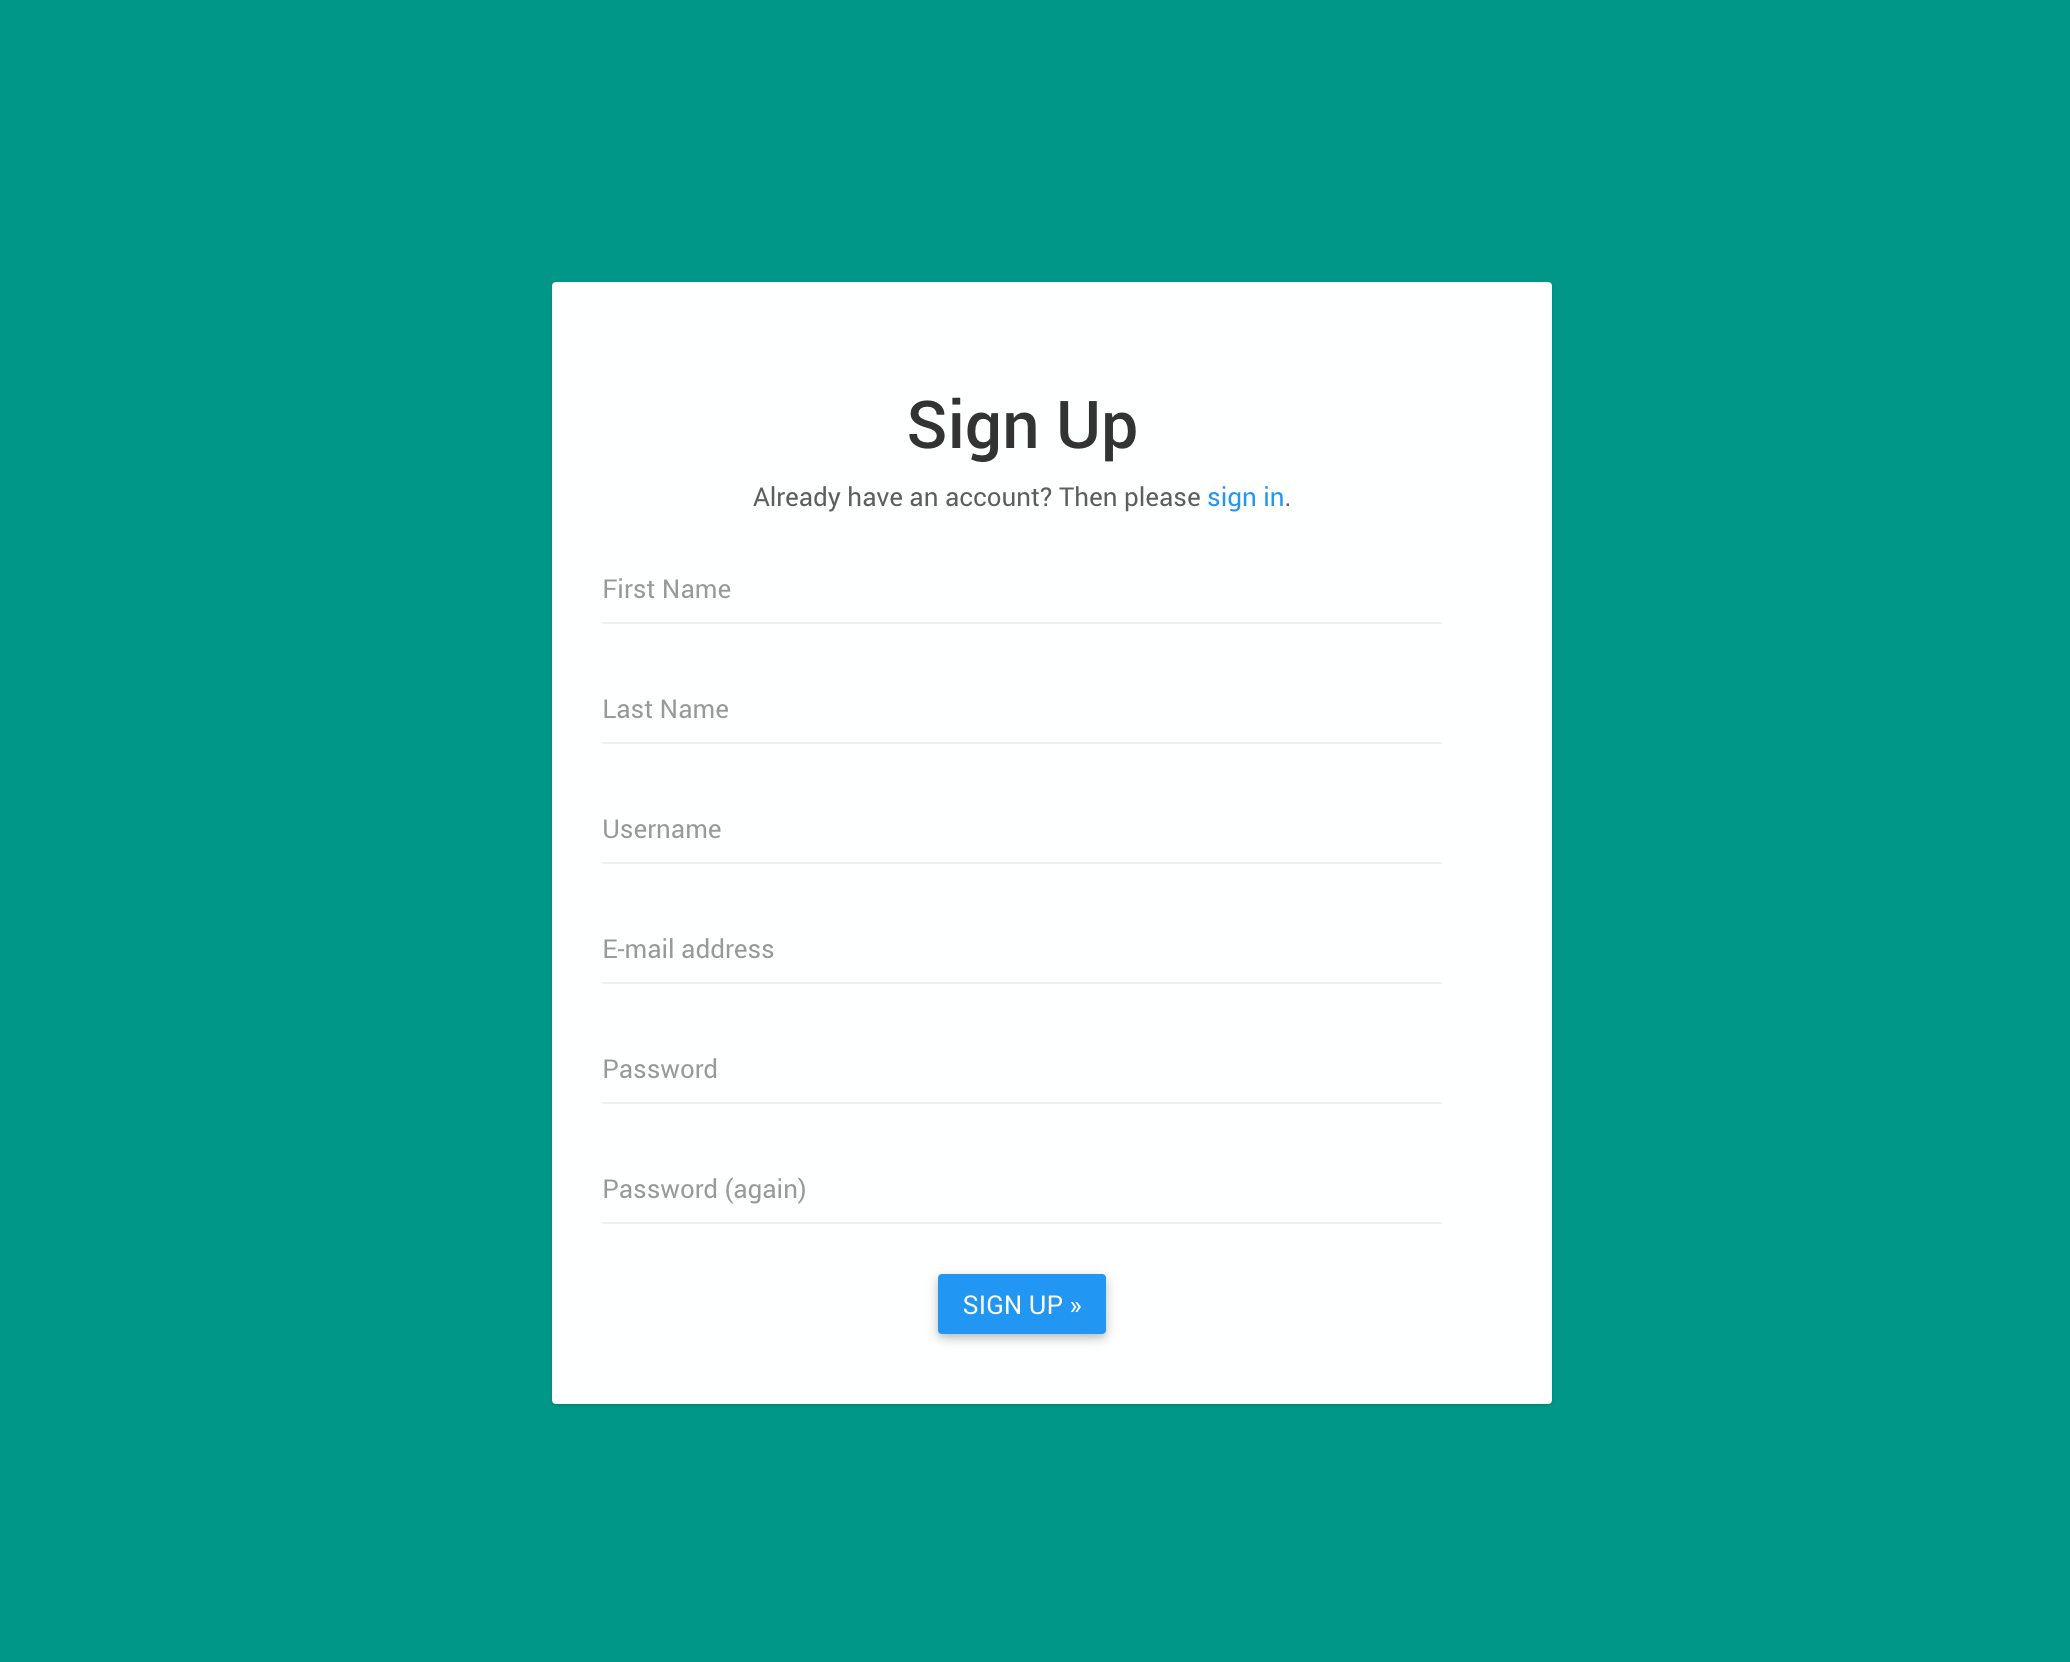 Sign Up
Already have an account? Then please sign in.
First Name
Last Name
Username
E-mail address
Password
Password (again)
SIGN UP »